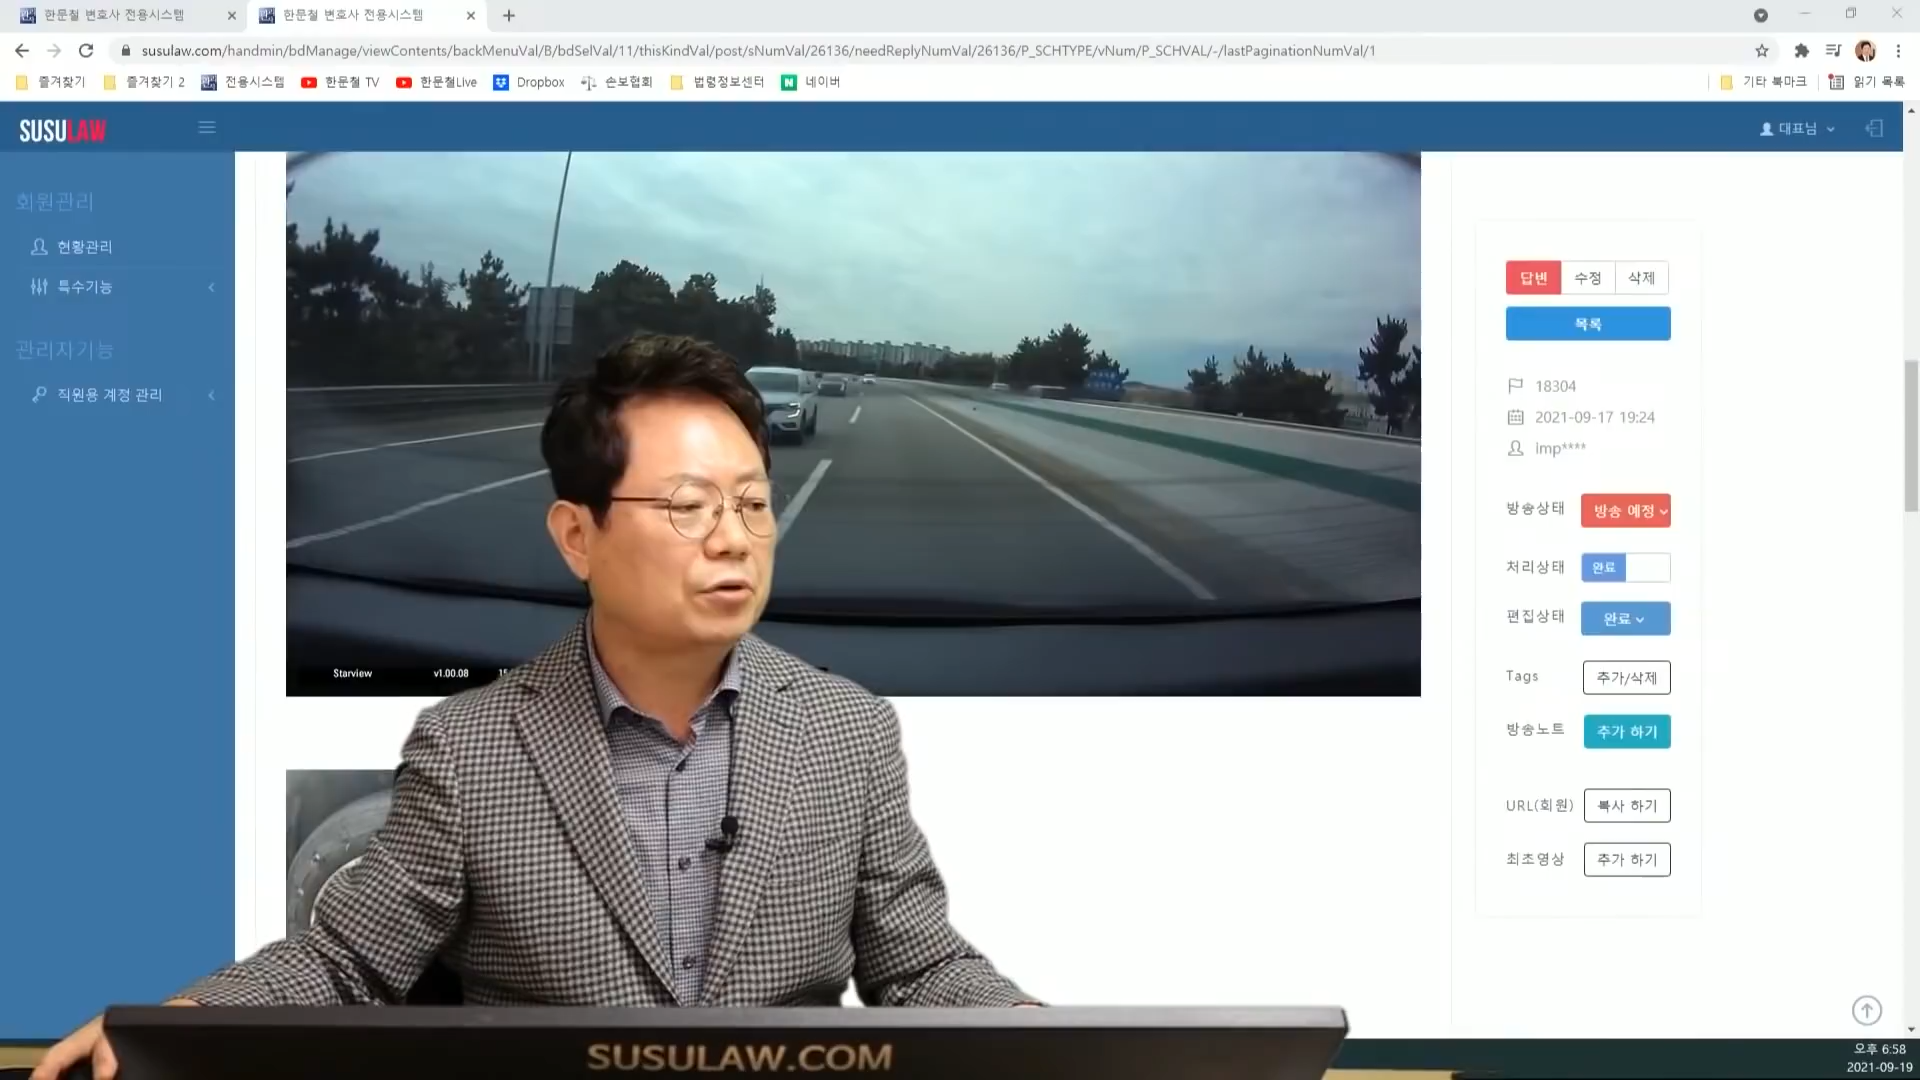 한문철 변호사 전용시스템
한문철 변호사 전용시스템
susulaw.com/handmin/bdManage/viewContents/backMenuVal/B/bdSelVal/11/thisKindVal/post/sNumVal/26136/needReplyNumVal/26136/P_SCHTYPE/vNum/P_SCHVAL/-/lastPaginationNumVal/1
즐겨찾기
즐겨찾기 2
전용시스템
한문철 TV
한문철Live
Dropbox
손보협회
법령정보센터
네이버
기타 북마크
읽기 목록
SUSULAW
대표님
회원관리
현황관리
특수기능
관리자기능
직원용 계정 관리
답변
수정
삭제
목록
18304
2021-09-17 19:24
imp****
방송상태
방송 예정
처리상태
완료
편집상태
완료
Tags
추가/삭제
방송노트
추가 하기
URL(회원)
복사 하기
최초영상
추가 하기
Starview
v1.00.08
SUSULAW.COM
오후 6:58
2021-09-19